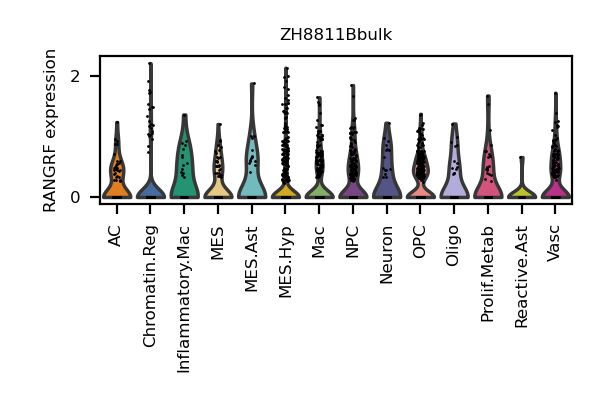 ZH8811Bbulk
RANGRF expression
2
0
AC
Chromatin.Reg
Inflammatory.Mac
MES
MES.Ast
MES.Hyp
Mac
NPC
Neuron
OPC
Oligo
Prolif.Metab
Reactive.Ast
Vasc